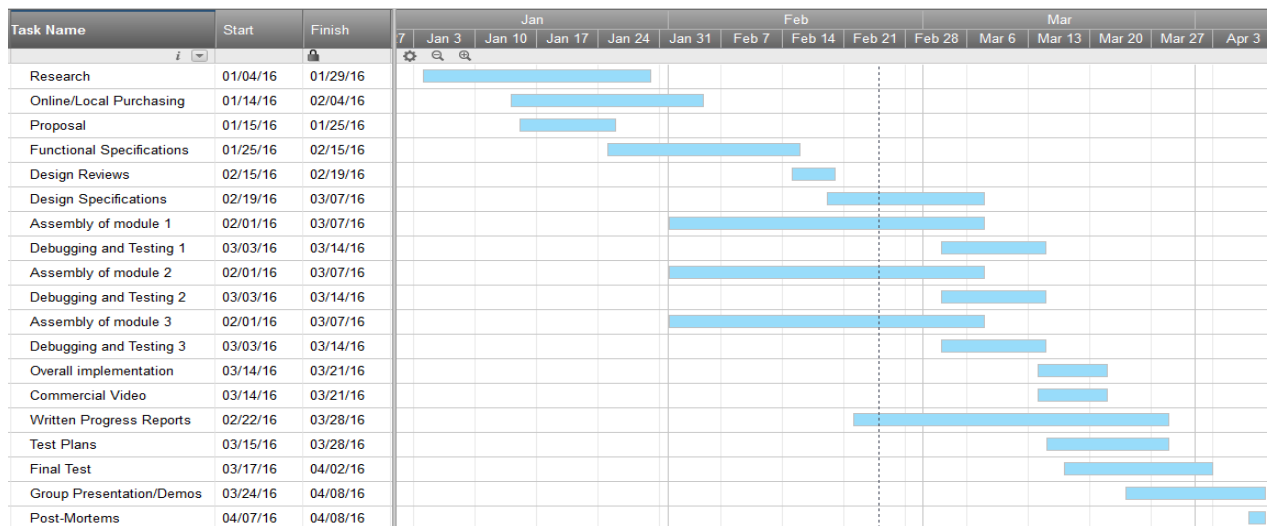 Jan Feb Mar
Task Name Start Finish
7 Jan 3 Jan 10 Jan 17 Jan 24 Jan 31 Feb 7 Feb 14 Feb 21 Feb 28 Mar 6 Mar 13 Mar 20 Mar 27 Apr 3
i
Research 01/04/16 01/29/16
Online/Local Purchasing 01/14/16 02/04/16
Proposal 01/15/16 01/25/16
Functional Specifications 01/25/16 02/15/16
Design Reviews 02/15/16 02/19/16
Design Specifications 02/19/16 03/07/16
Assembly of module 1 02/01/16 03/07/16
Debugging and Testing 1 03/03/16 03/14/16
Assembly of module 2 02/01/16 03/07/16
Debugging and Testing 2 03/03/16 03/14/16
Assembly of module 3 02/01/16 03/07/16
Debugging and Testing 3 03/03/16 03/14/16
Overall implementation 03/14/16 03/21/16
Commercial Video 03/14/16 03/21/16
Written Progress Reports 02/22/16 03/28/16
Test Plans 03/15/16 03/28/16
Final Test 03/17/16 04/02/16
Group Presentation/Demos 03/24/16 04/08/16
Post-Mortems 04/07/16 04/08/16